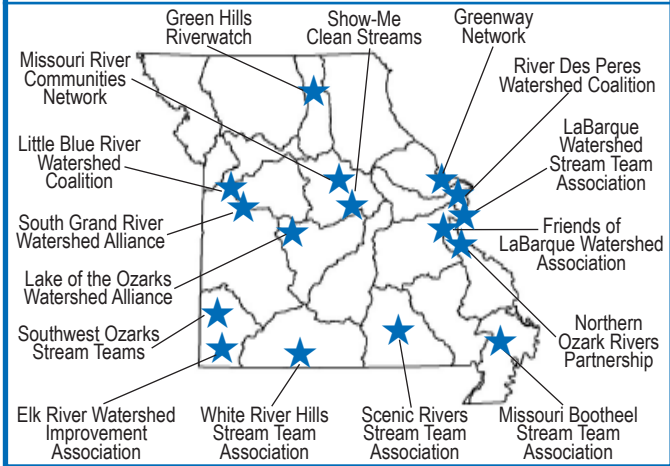 Green Hills
Riverwatch
Show-Me
Clean Streams
Greenway
Network
Missouri River
Communities
Network
River Des Peres
Watershed Coalition
Little Blue River
Watershed
Coalition
LaBarque
Watershed
Stream Team
Association
South Grand River
Watershed Alliance
Friends of
LaBarque Watershed
Association
Lake of the Ozarks
Watershed Alliance
Southwest Ozarks
Stream Teams
Northern
Ozark Rivers
Partnership
Elk River Watershed
Improvement
Association
White River Hills
Stream Team
Association
Scenic Rivers
Stream Team
Association
Missouri Bootheel
Stream Team
Association